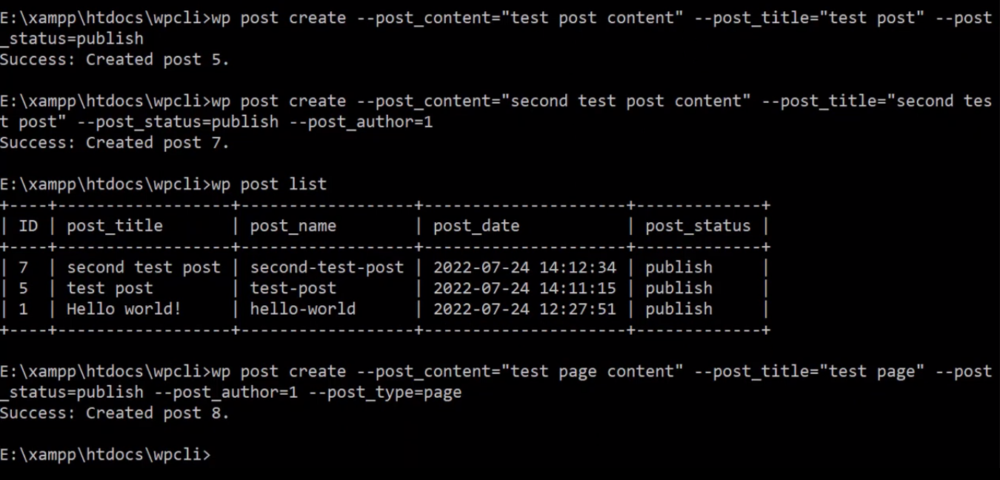 E:\xampp\htdocs\wpcli>wp post create --post_content="test post content" --post_title="test post" --post
_status=publish
Success: Created post 5.
E:\xampp\htdocs\wpcli>wp post create --post_content="second test post content" --post_title="second tes
t post" --post_status=publish --post_author=1
Success: Created post 7.
E:\xampp\htdocs\wpcli>wp post list
+----+------------------+------------------+---------------------+-------------+
| ID | post_title       | post_name        | post_date           | post_status |
+----+------------------+------------------+---------------------+-------------+
| 7  | second test post | second-test-post | 2022-07-24 14:12:34 | publish     |
| 5  | test post        | test-post        | 2022-07-24 14:11:15 | publish     |
| 1  | Hello world!     | hello-world      | 2022-07-24 12:27:51 | publish     |
+----+------------------+------------------+---------------------+-------------+
E:\xampp\htdocs\wpcli>wp post create --post_content="test page content" --post_title="test page" --post
_status=publish --post_author=1 --post_type=page
Success: Created post 8.
E:\xampp\htdocs\wpcli>